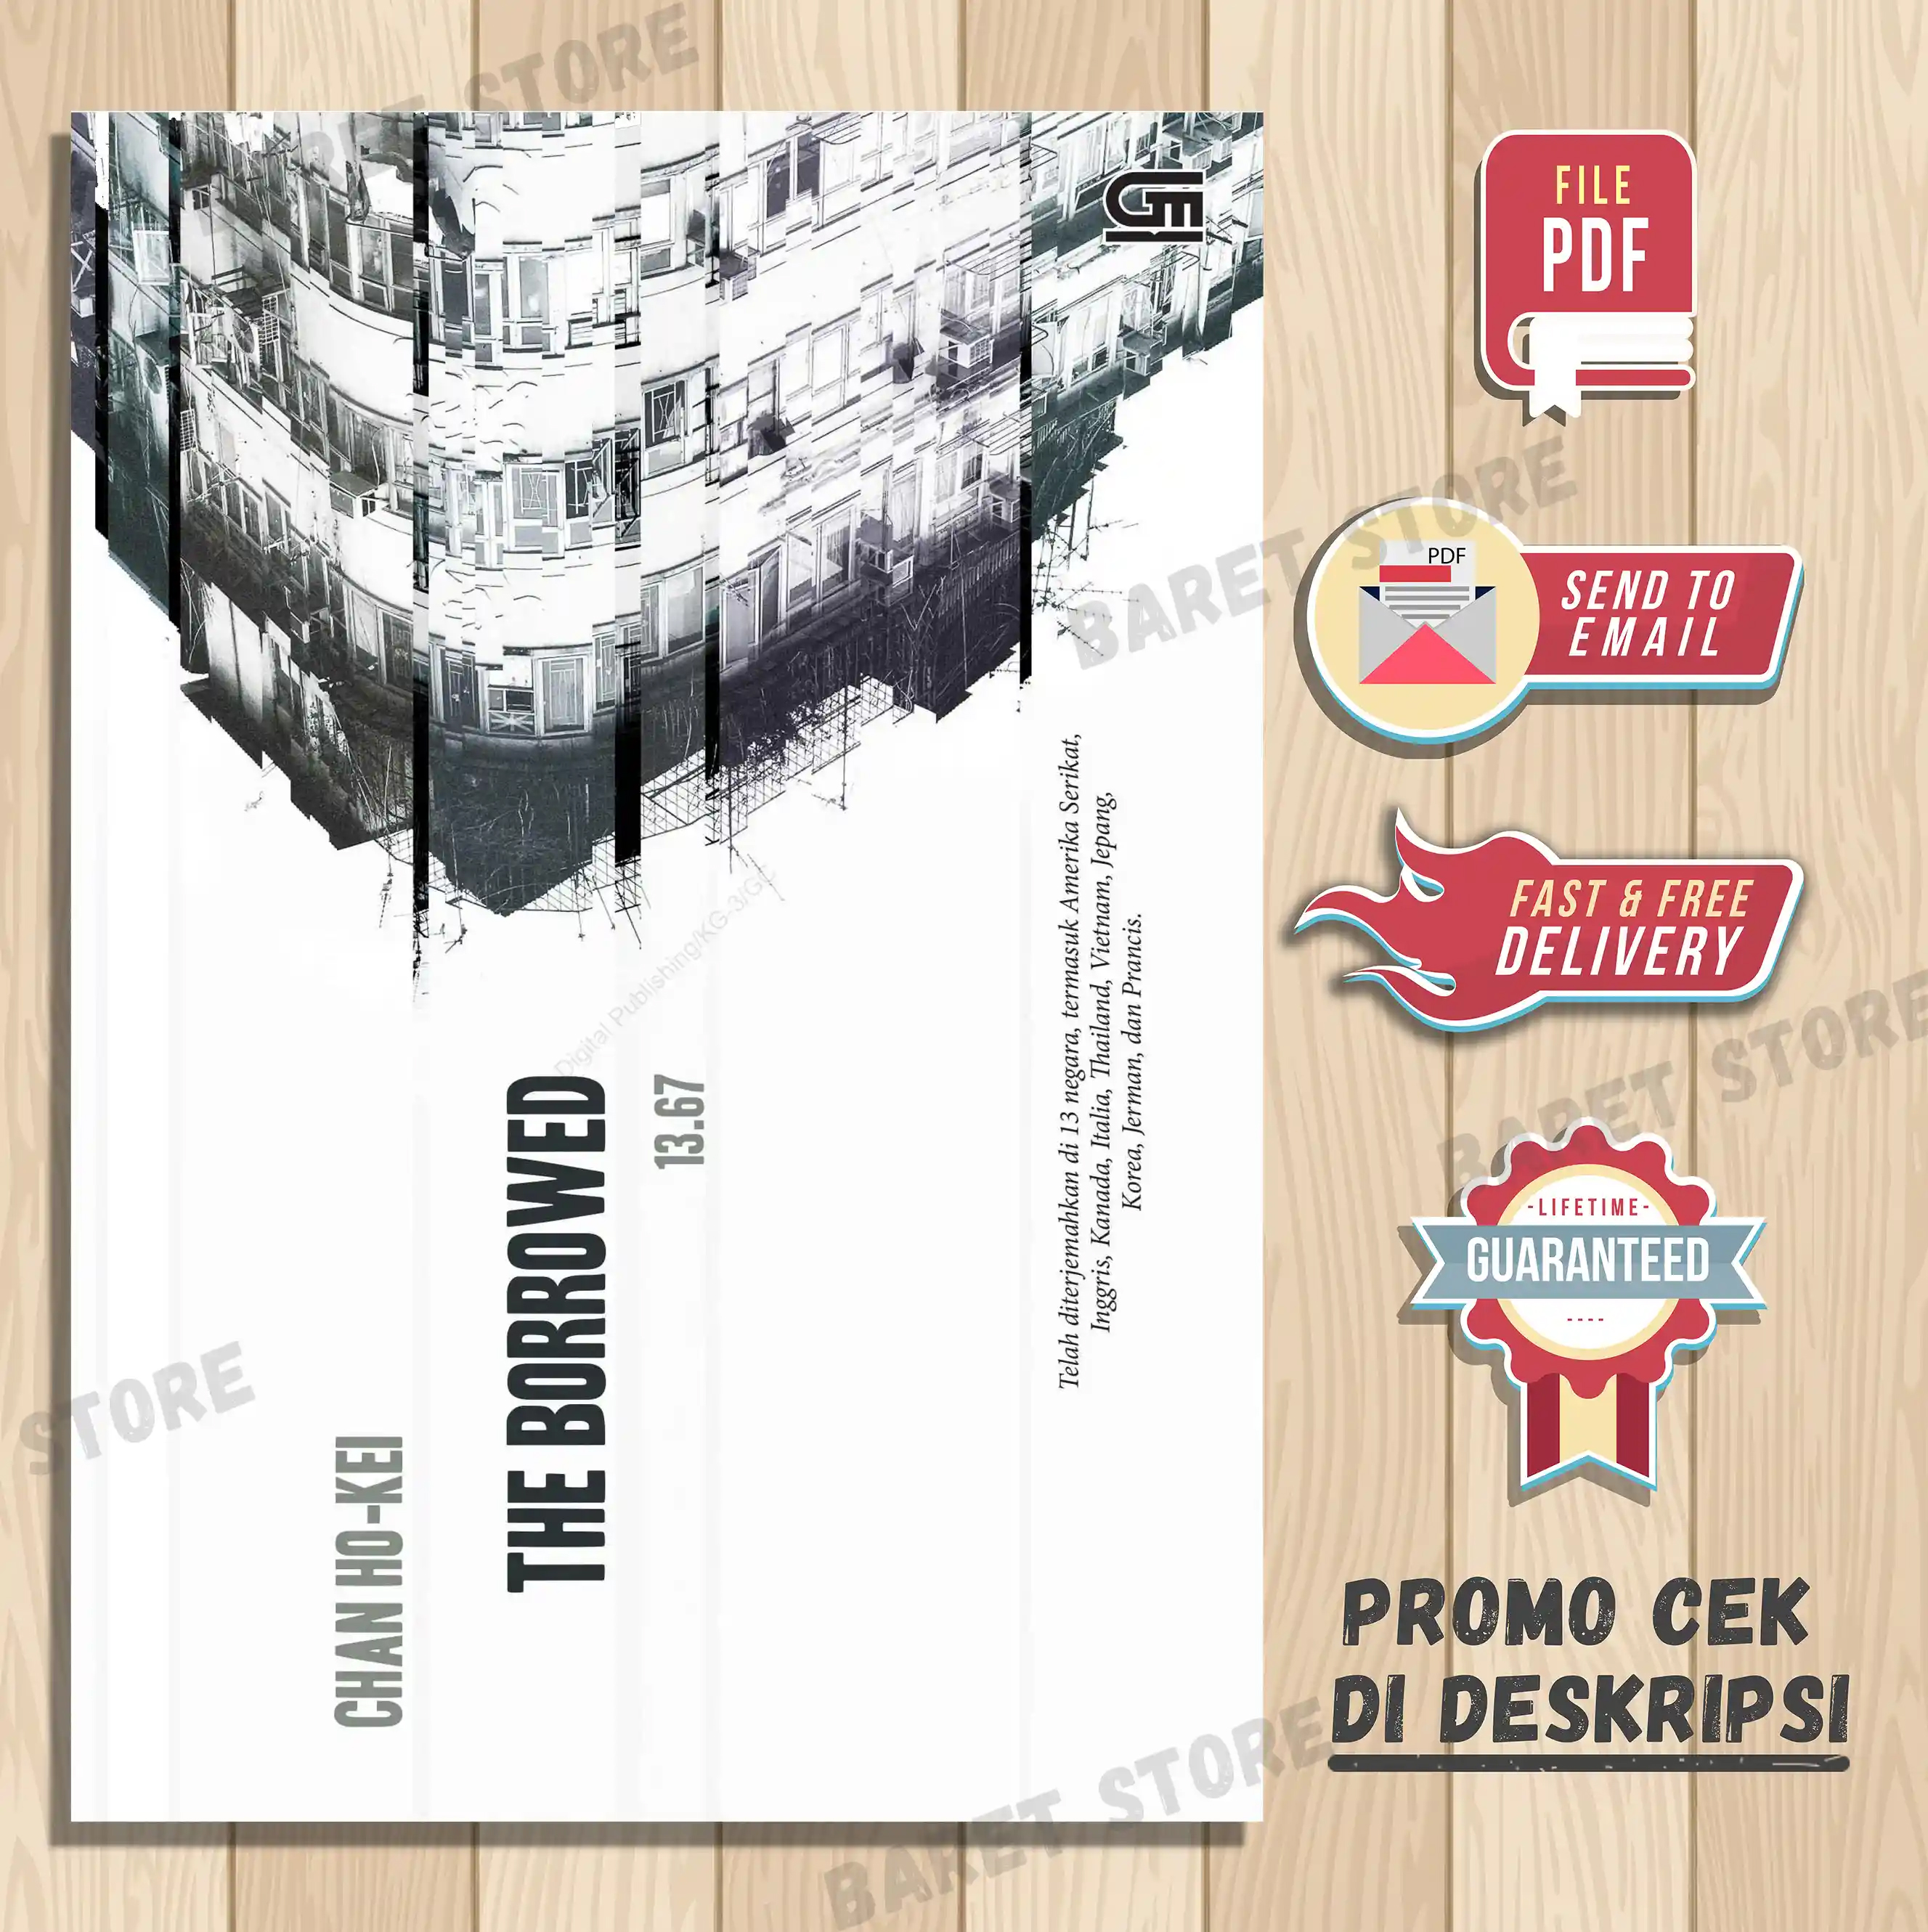 BARET STORE
STORE
GM
CHAN HO-KEI
THE BORROWED
13.67
Digital Publishing/KG-3/GC
Telah diterjemahkan di 13 negara, termasuk Amerika Serikat,
Inggris, Kanada, Italia, Thailand, Vietnam, Jepang,
Korea, Jerman, dan Prancis.
FILE
PDF
BARET STORE
PDF
SEND TO
EMAIL
FAST & FREE
DELIVERY
BARET STORE
-LIFETIME-
GUARANTEED
PROMO CEK
DI DESKRIPSI
BARET STORE